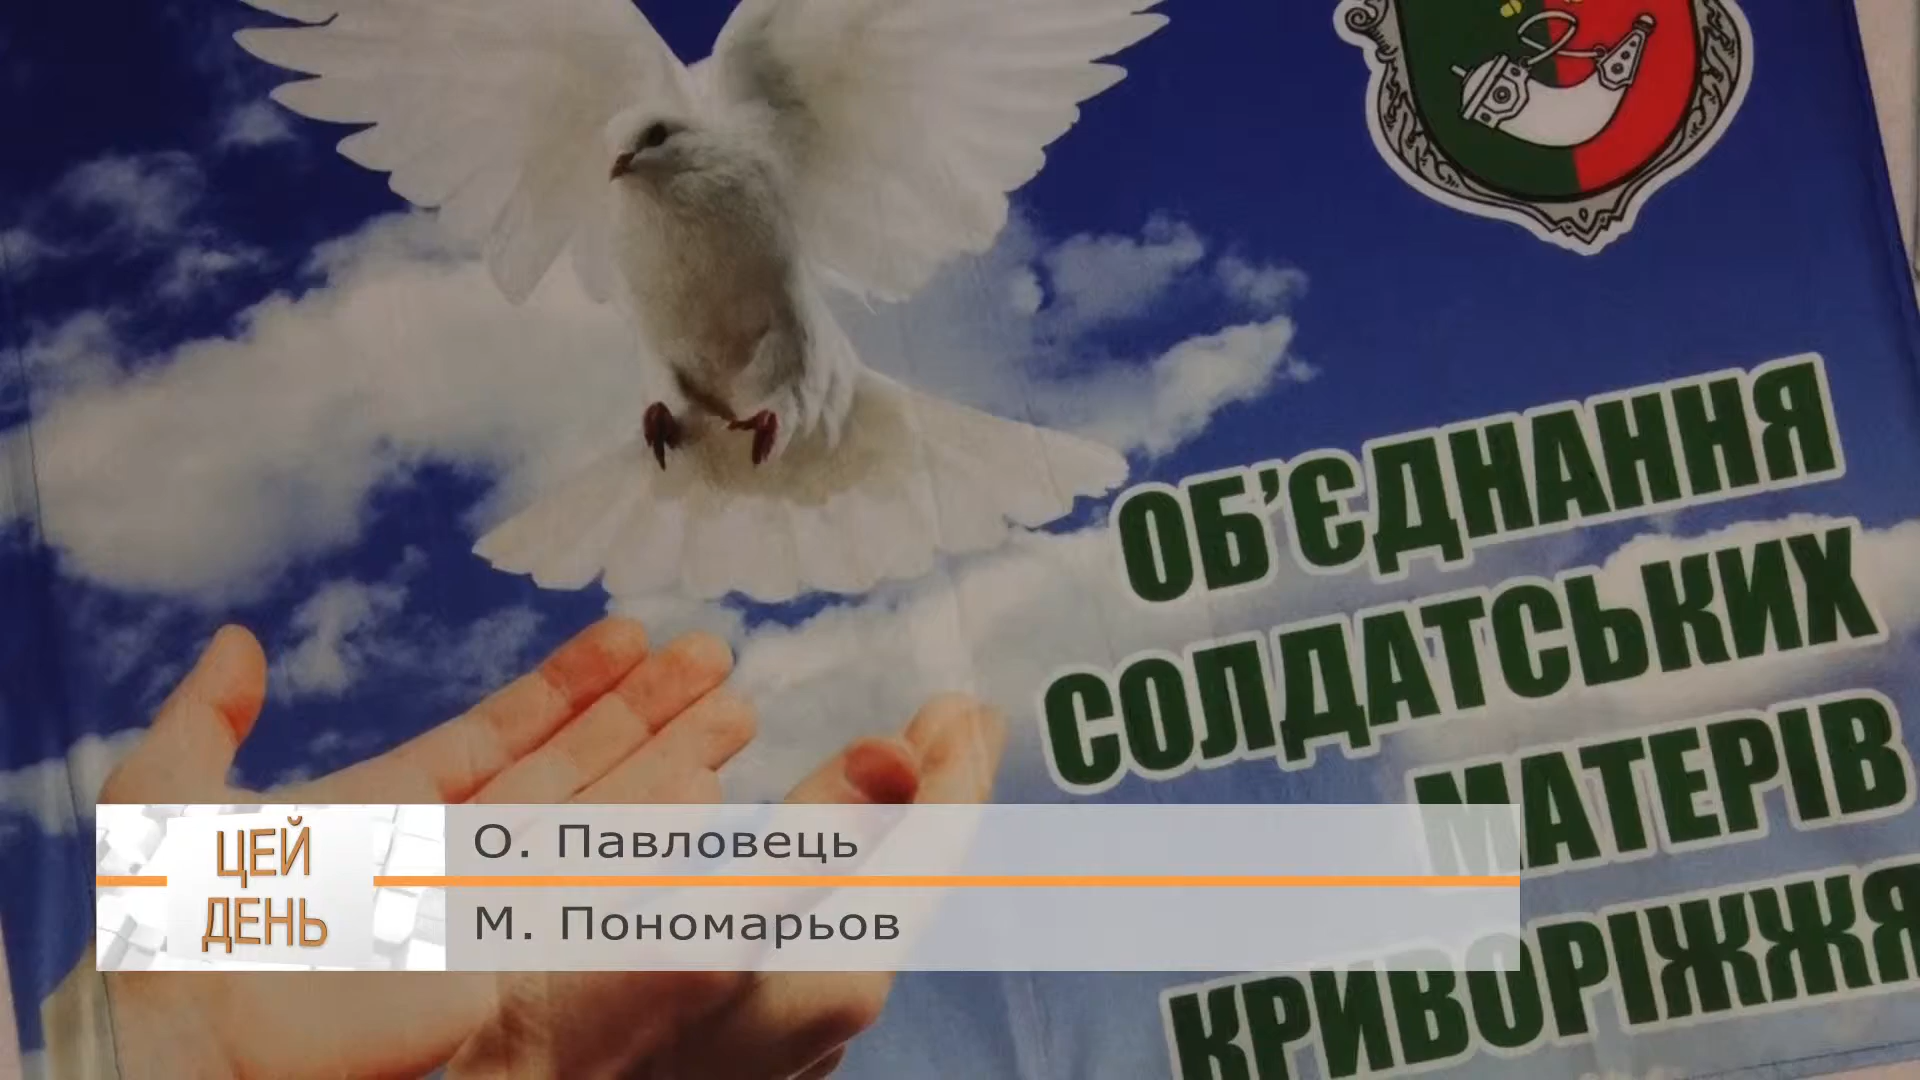 ОБ'ЄДНАННЯ
СОЛДАТСЬКИХ
МАТЕРІВ
КРИВОРІЖЖЯ
ЦЕЙ
ДЕНЬ
О. Павловець
М. Пономарьов